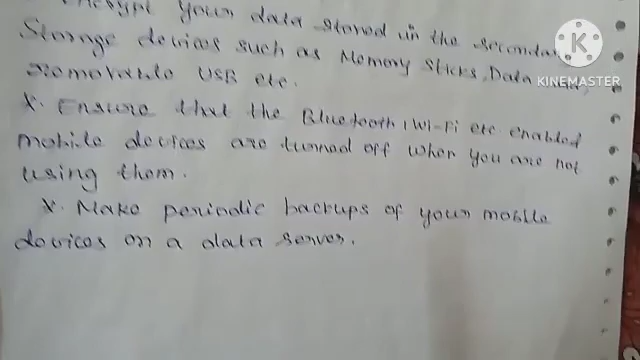 encrypt your data stored in the secondary
Storage devices such as Memory Sticks, Data
removable USB etc.
x. Ensure that the Bluetooth, Wi-Fi etc enabled
mobile devices are turned off when you are not
using them.
x. Make periodic backups of your mobile
devices on a data server.
KINEMASTER